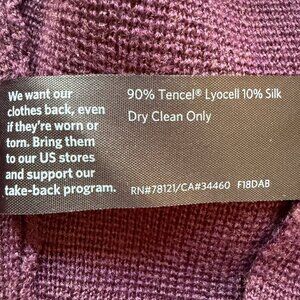 We want our
clothes back, even
if they're worn or
torn. Bring them
to our US stores
and support our
take-back program.
90% Tencel® Lyocell 10% Silk
Dry Clean Only
RN#78121/CA#34460 F18DAB